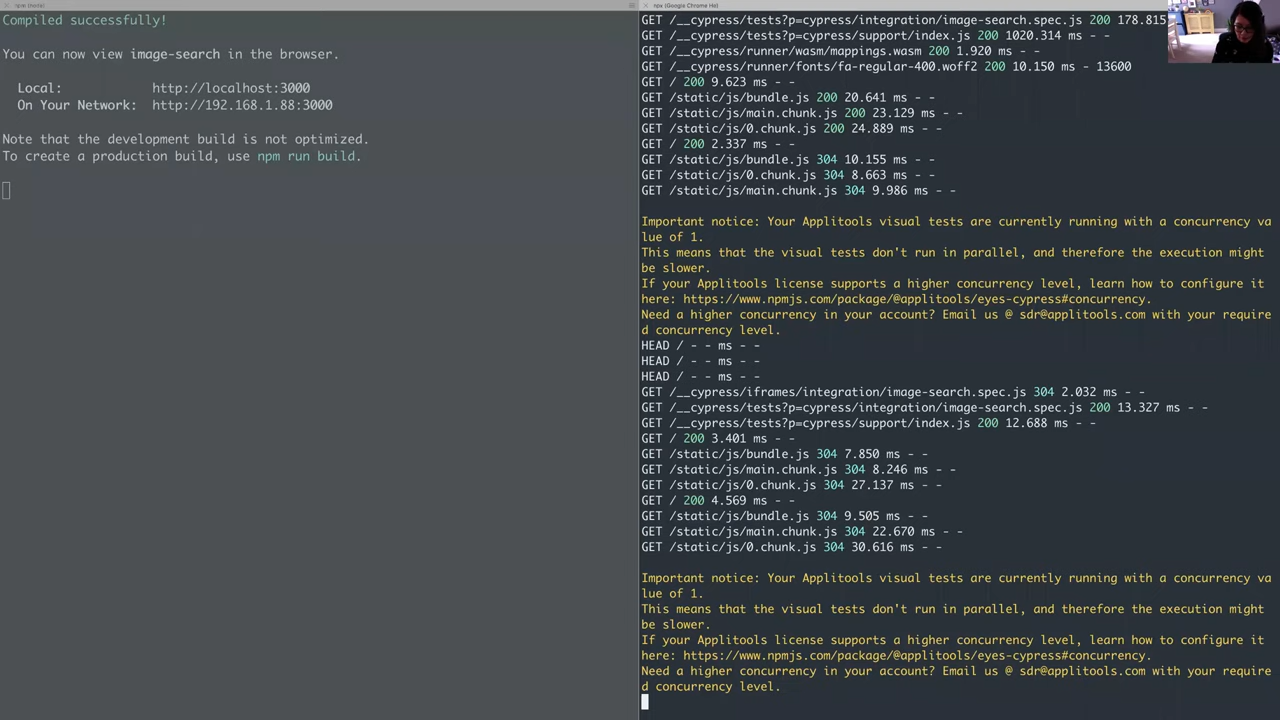 npm (node)
Compiled successfully!
You can now view image-search in the browser.
Local: http://localhost:3000
On Your Network: http://192.168.1.88:3000
Note that the development build is not optimized.
To create a production build, use npm run build.
npx (Google Chrome He)
GET /__cypress/tests?p=cypress/integration/image-search.spec.js 200 178.815
GET /__cypress/tests?p=cypress/support/index.js 200 1020.314 ms - -
GET /__cypress/runner/wasm/mappings.wasm 200 1.920 ms - -
GET /__cypress/runner/fonts/fa-regular-400.woff2 200 10.150 ms - 13600
GET / 200 9.623 ms - -
GET /static/js/bundle.js 200 20.641 ms - -
GET /static/js/main.chunk.js 200 23.129 ms - -
GET /static/js/0.chunk.js 200 24.889 ms - -
GET / 200 2.337 ms - -
GET /static/js/bundle.js 304 10.155 ms - -
GET /static/js/0.chunk.js 304 8.663 ms - -
GET /static/js/main.chunk.js 304 9.986 ms - -
Important notice: Your Applitools visual tests are currently running with a concurrency va
lue of 1.
This means that the visual tests don't run in parallel, and therefore the execution might
be slower.
If your Applitools license supports a higher concurrency level, learn how to configure it
here: https://www.npmjs.com/package/@applitools/eyes-cypress#concurrency.
Need a higher concurrency in your account? Email us @ sdr@applitools.com with your require
d concurrency level.
HEAD / - - ms - -
HEAD / - - ms - -
HEAD / - - ms - -
GET /__cypress/iframes/integration/image-search.spec.js 304 2.032 ms - -
GET /__cypress/tests?p=cypress/integration/image-search.spec.js 200 13.327 ms - -
GET /__cypress/tests?p=cypress/support/index.js 200 12.688 ms - -
GET / 200 3.401 ms - -
GET /static/js/bundle.js 304 7.850 ms - -
GET /static/js/main.chunk.js 304 8.246 ms - -
GET /static/js/0.chunk.js 304 27.137 ms - -
GET / 200 4.569 ms - -
GET /static/js/bundle.js 304 9.505 ms - -
GET /static/js/main.chunk.js 304 22.670 ms - -
GET /static/js/0.chunk.js 304 30.616 ms - -
Important notice: Your Applitools visual tests are currently running with a concurrency va
lue of 1.
This means that the visual tests don't run in parallel, and therefore the execution might
be slower.
If your Applitools license supports a higher concurrency level, learn how to configure it
here: https://www.npmjs.com/package/@applitools/eyes-cypress#concurrency.
Need a higher concurrency in your account? Email us @ sdr@applitools.com with your require
d concurrency level.